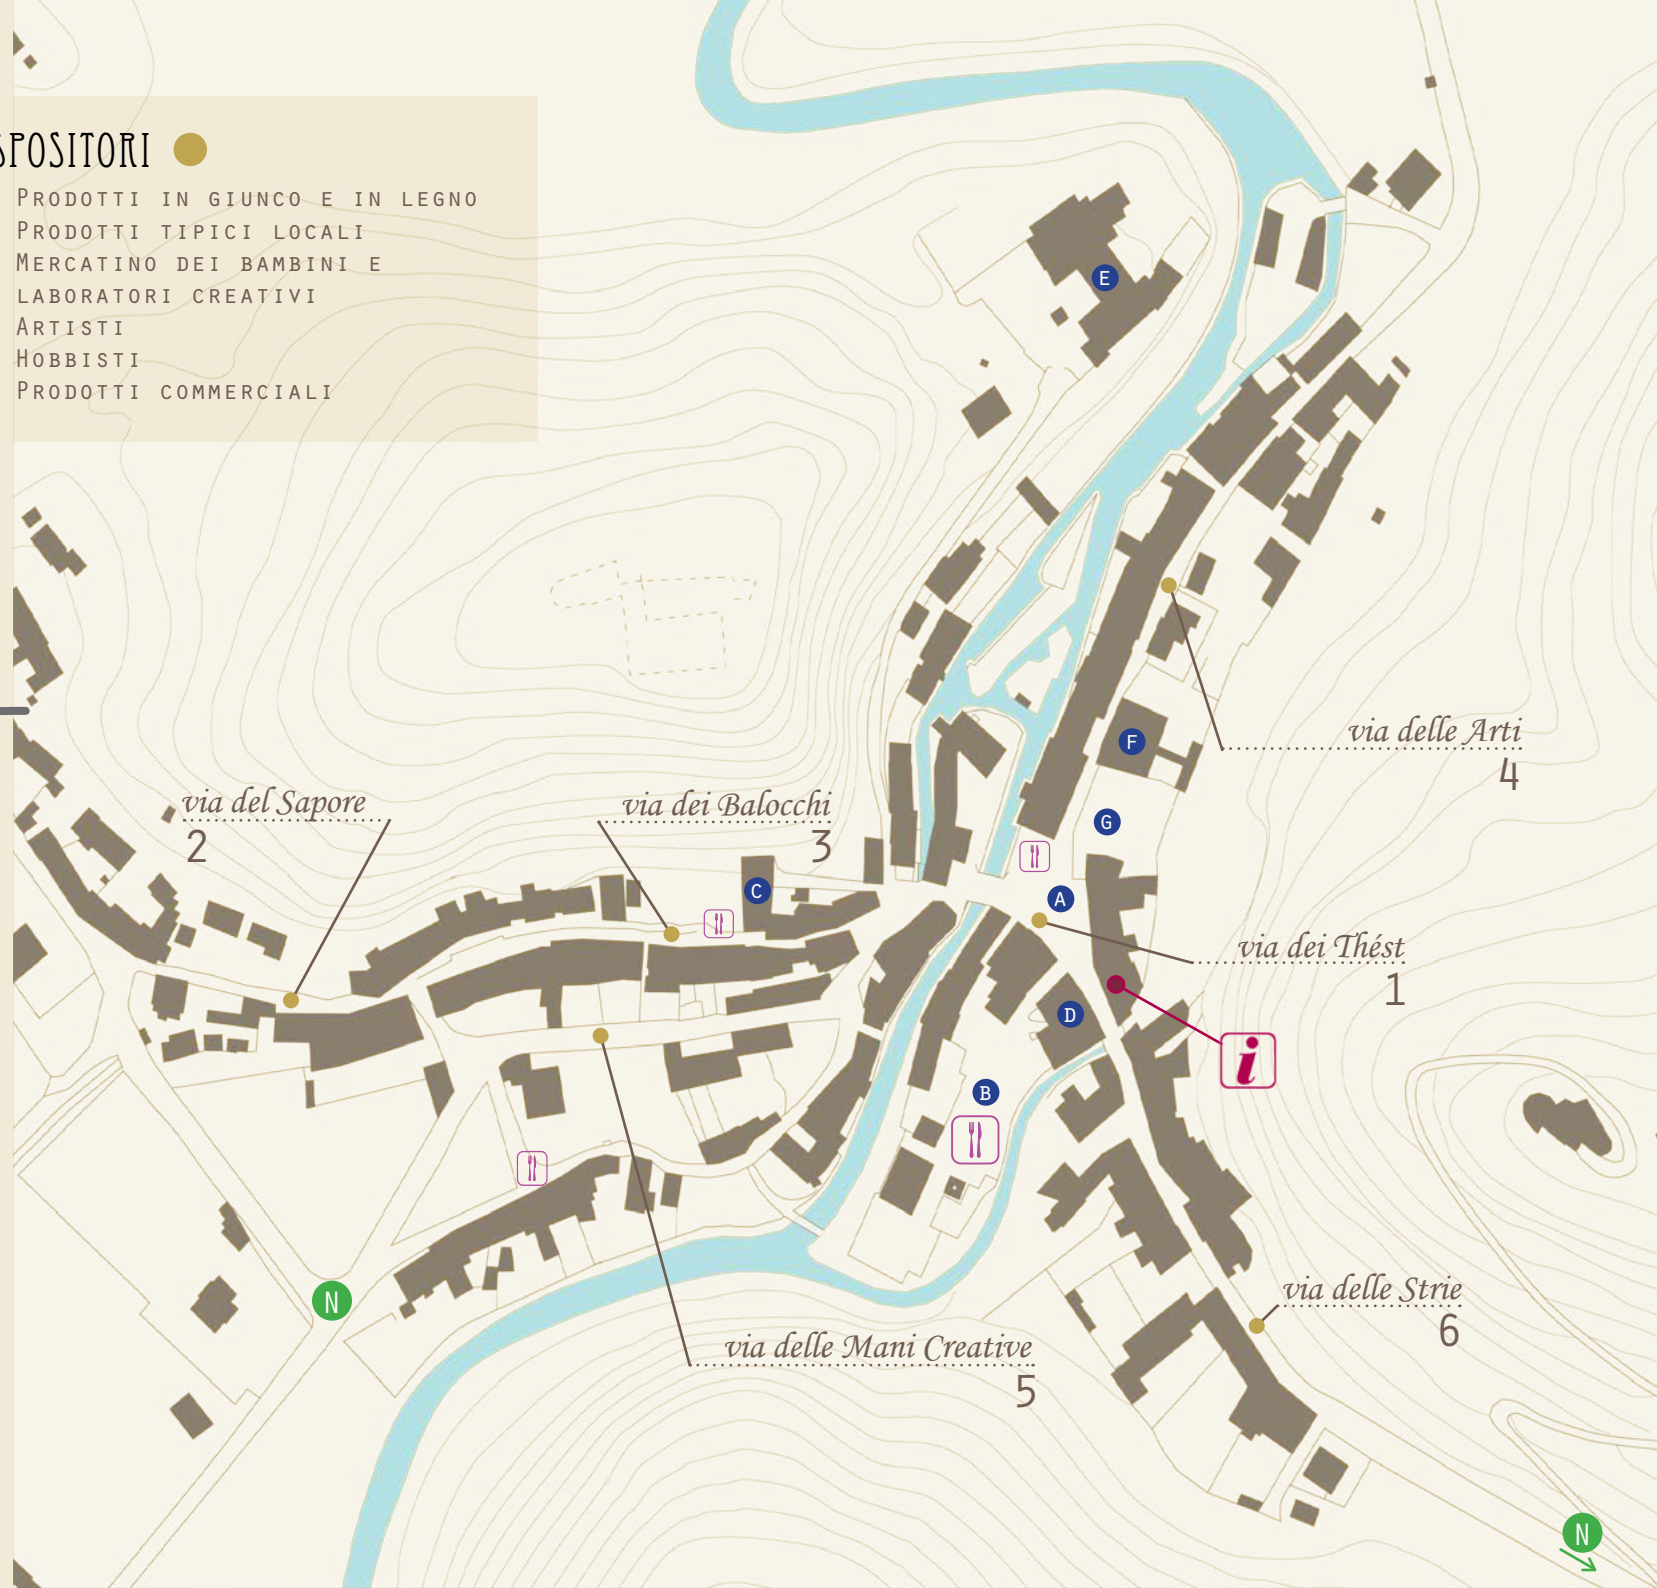 SPOSITORI
Prodotti in giunco e in legno
Prodotti tipici locali
Mercatino dei bambini e
laboratori creativi
Artisti
Hobbisti
Prodotti commerciali
E
via delle Arti
4
F
via del Sapore
2
via dei Balocchi
3
G
C
A
via dei Thést
1
D
i
B
N
via delle Strie
6
via delle Mani Creative
5
N